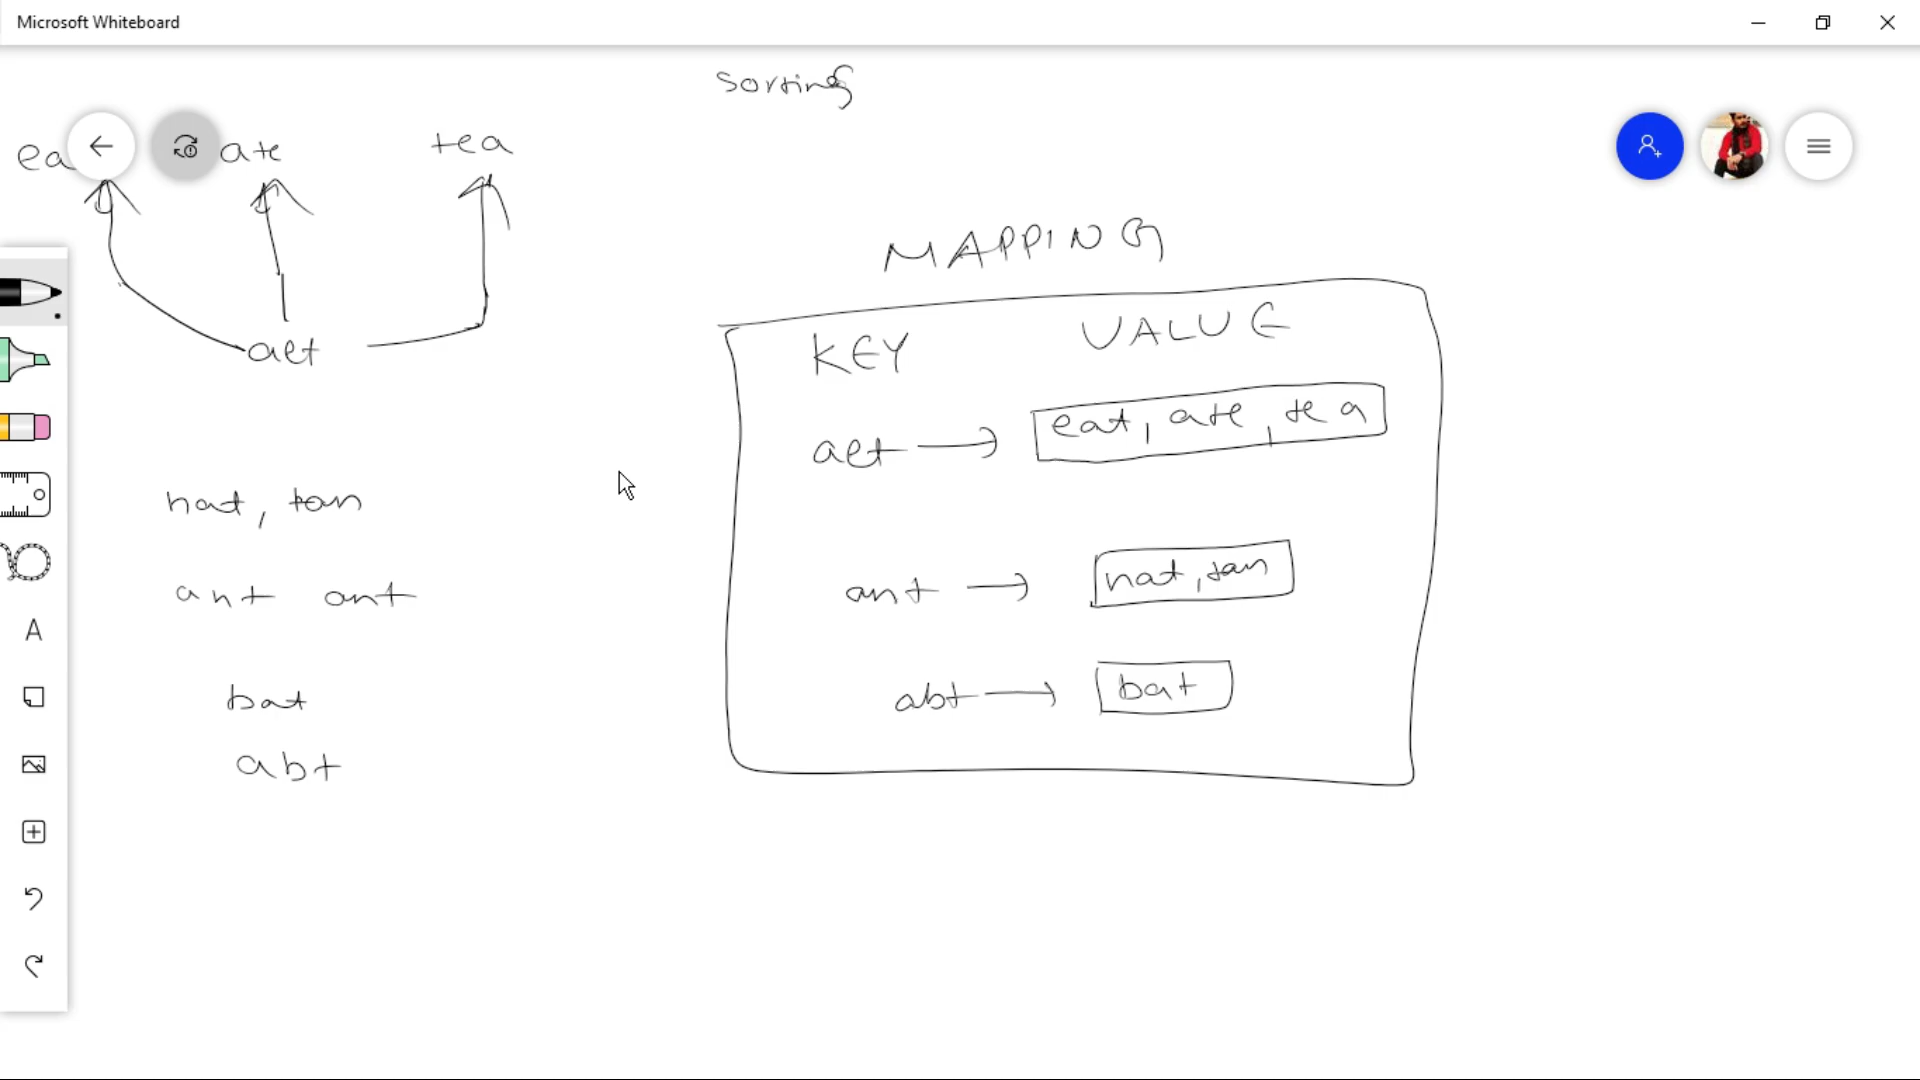 Microsoft Whiteboard
sorting
ea ate tea
aet
MAPPING
KEY VALUE
aet → eat, ate, tea
nat, tan
ant ant
ant → nat, tan
bat
abt → bat
abt
A